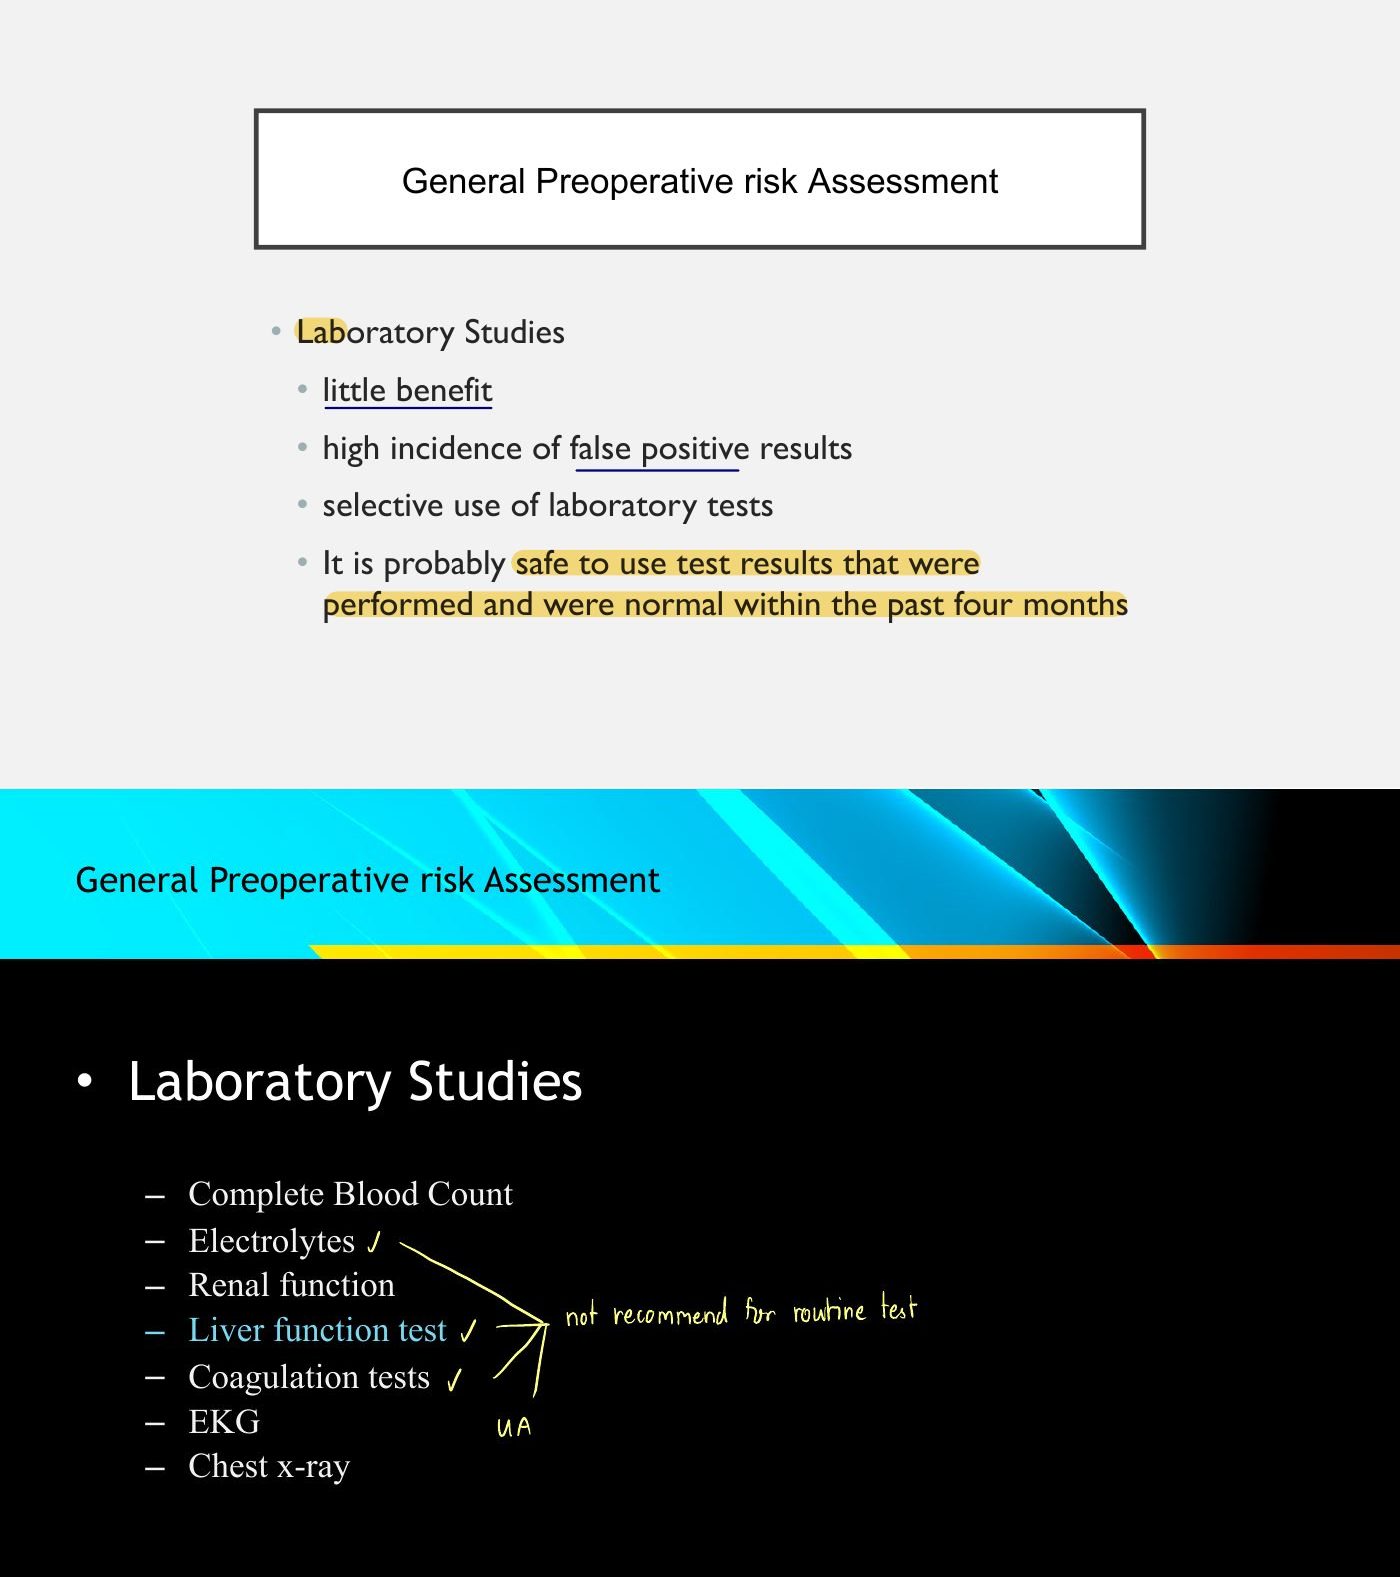 General Preoperative risk Assessment
• Laboratory Studies
• little benefit
• high incidence of false positive results
• selective use of laboratory tests
• It is probably safe to use test results that were
performed and were normal within the past four months
General Preoperative risk Assessment
• Laboratory Studies
– Complete Blood Count
– Electrolytes ✓
– Renal function
– Liver function test ✓
not recommend for routine test
– Coagulation tests ✓
– EKG
UA
– Chest x-ray